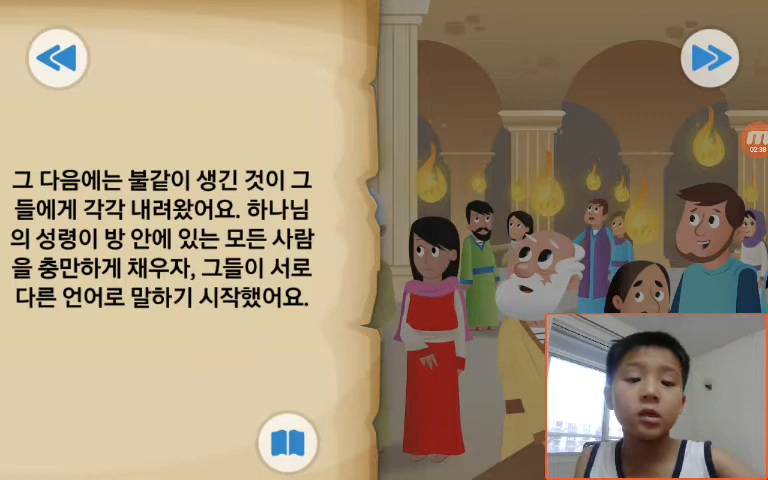 그 다음에는 불같이 생긴 것이 그
들에게 각각 내려왔어요. 하나님
의 성령이 방 안에 있는 모든 사람
을 충만하게 채우자, 그들이 서로
다른 언어로 말하기 시작했어요.
02:38